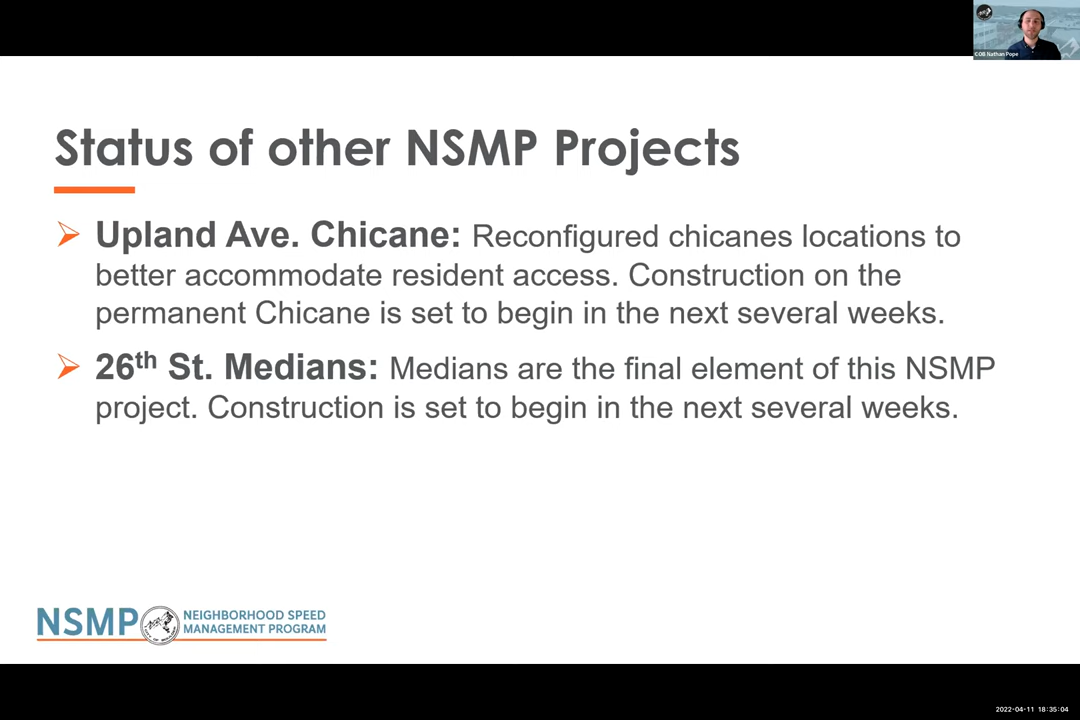 COB Nathan Pope
Status of other NSMP Projects
➢ Upland Ave. Chicane: Reconfigured chicanes locations to
better accommodate resident access. Construction on the
permanent Chicane is set to begin in the next several weeks.
➢ 26th St. Medians: Medians are the final element of this NSMP
project. Construction is set to begin in the next several weeks.
NSMP
NEIGHBORHOOD SPEED
MANAGEMENT PROGRAM
2022-04-11 18:35:04